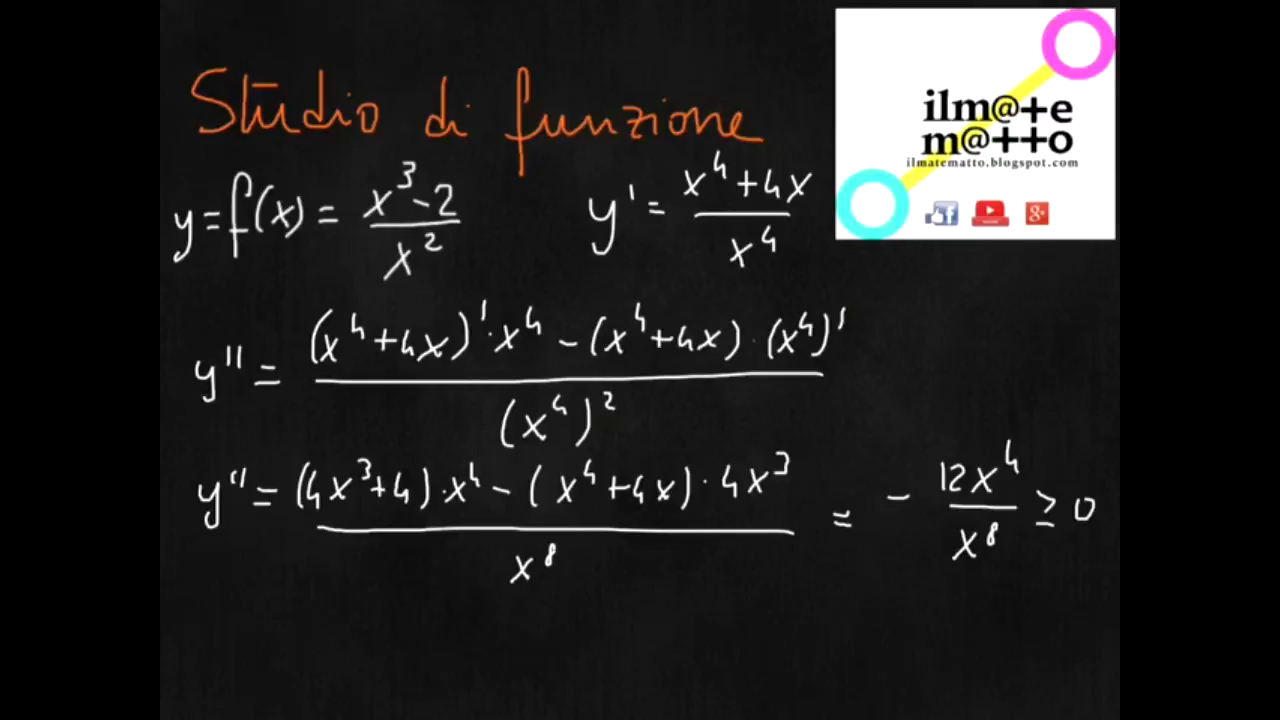 Studio di funzione
ilm@+e
m@++o
ilmatematto.blogspot.com
y=f(x) = (x³-2)/x² y' = (x⁴+4x)/x⁴
y'' = ((x⁴+4x)'·x⁴ - (x⁴+4x)·(x⁴)')/(x⁴)²
y'' = ((4x³+4)·x⁴ - (x⁴+4x)·4x³)/x⁸ = - 12x⁴/x⁸ ≥ 0